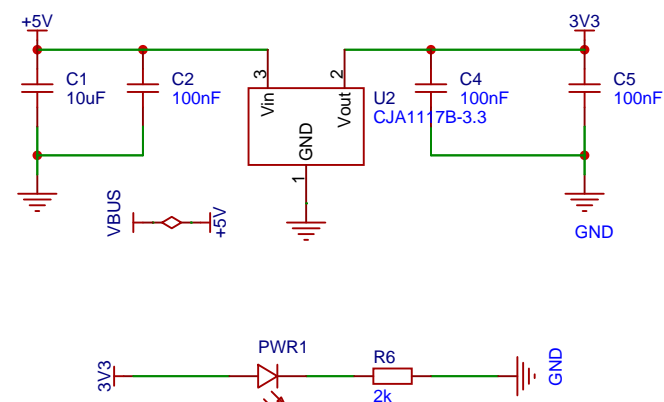 +5V
3V3
C1
10uF
C2
100nF
3
Vin
2
Vout
GND
1
U2
CJA1117B-3.3
C4
100nF
C5
100nF
VBUS
+5V
GND
PWR1
3V3
R6
2k
GND